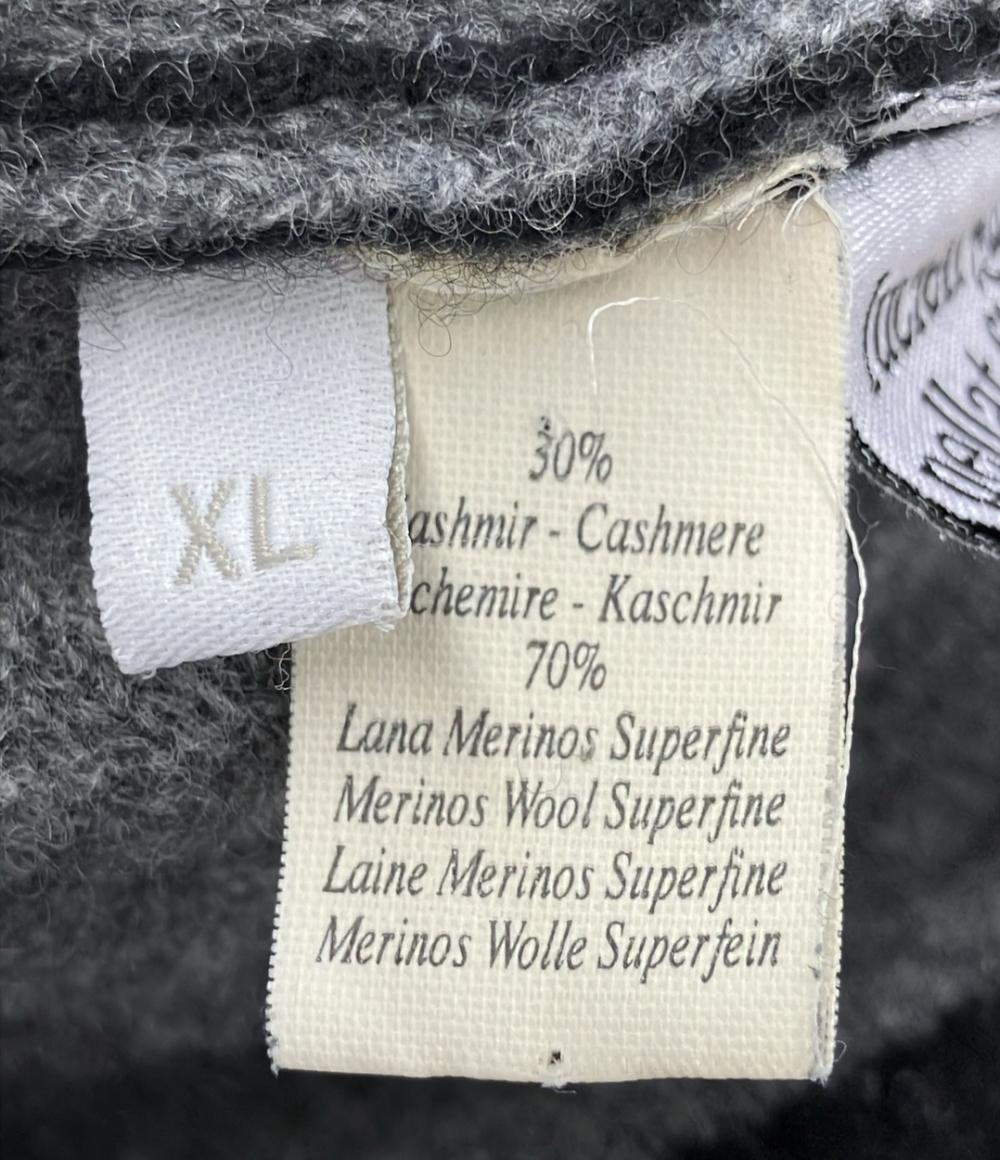 XL
30%
ashmir - Cashmere
chemire - Kaschmir
70%
Lana Merinos Superfine
Merinos Wool Superfine
Laine Merinos Superfine
Merinos Wolle Superfein